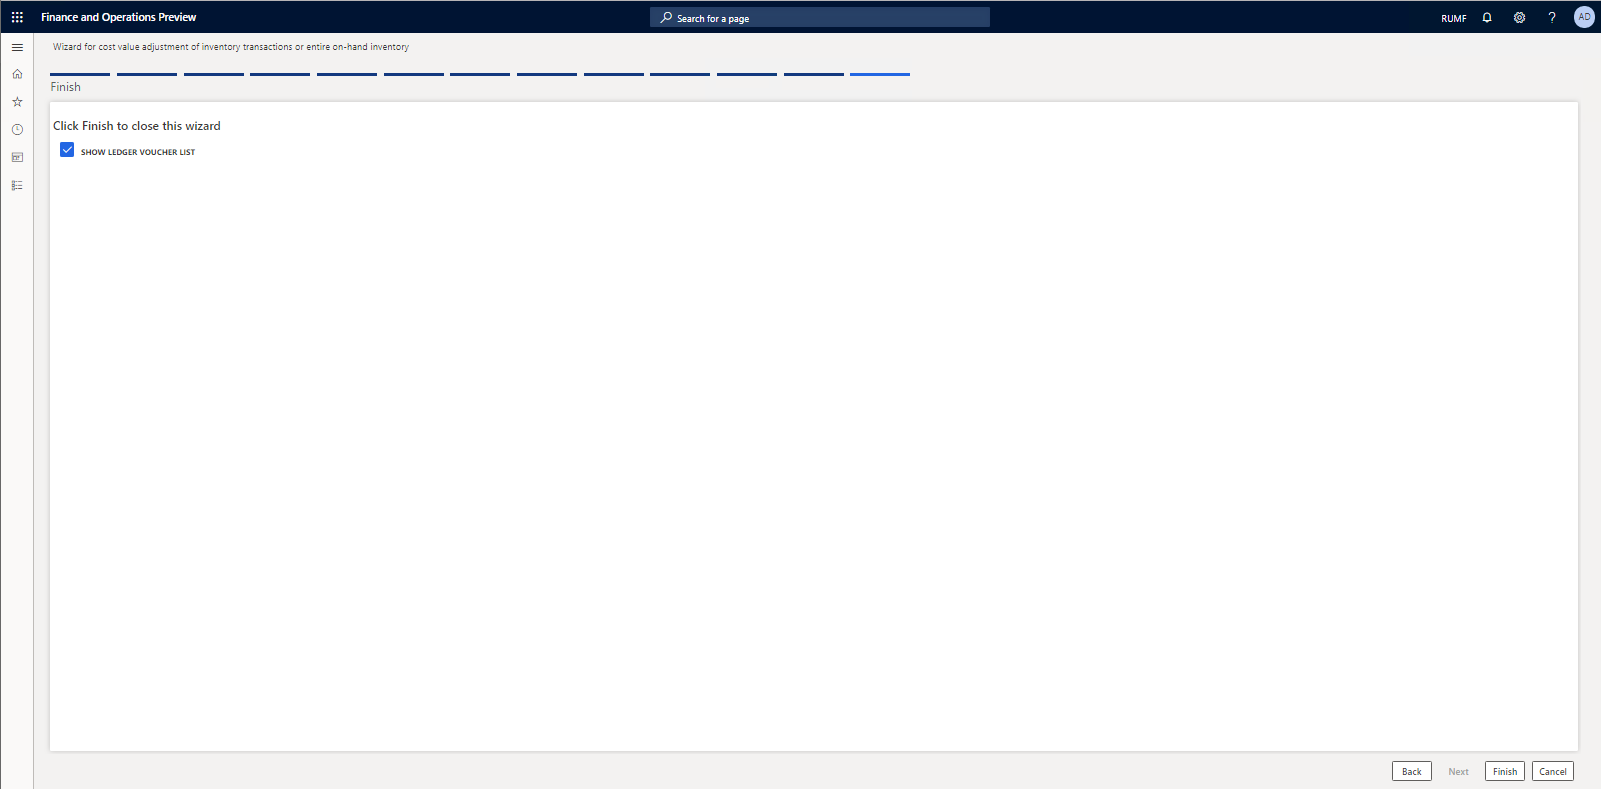 Finance and Operations Preview
Search for a page
RUMF
?
AD
Wizard for cost value adjustment of inventory transactions or entire on-hand inventory
Finish
Click Finish to close this wizard
SHOW LEDGER VOUCHER LIST
Back
Next
Finish
Cancel